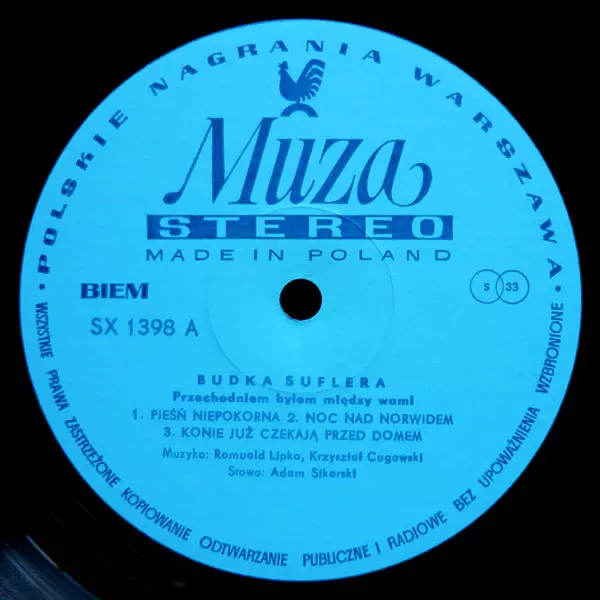 • POLSKIE NAGRANIA WARSZAWA •
Muza
STEREO
MADE IN POLAND
BIEM
S 33
SX 1398 A
BUDKA SUFLERA
Przechodniem byłem między wami
1. PIEŚŃ NIEPOKORNA 2. NOC NAD NORWIDEM
3. KONIE JUŻ CZEKAJĄ PRZED DOMEM
Muzyka: Romuald Lipko, Krzysztof Cugowski
Słowa: Adam Sikorski
WSZYSTKIE PRAWA ZASTRZEŻONE KOPIOWANIE ODTWARZANIE PUBLICZNE I RADIOWE BEZ UPOWAŻNIENIA WZBRONIONE